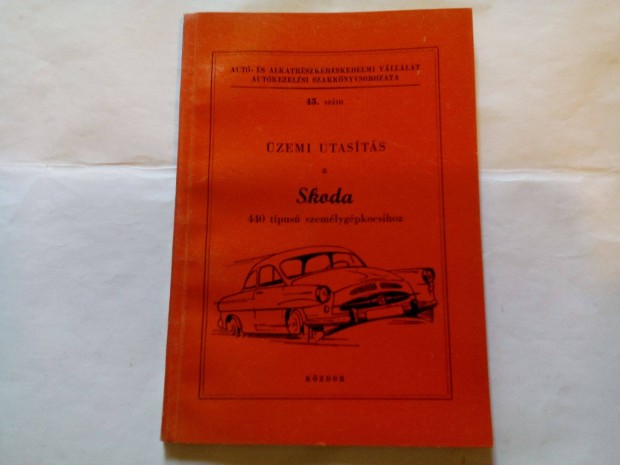 AUTÓ- ÉS ALKATRÉSZKERESKEDELMI VÁLLALAT
AUTÓKEZELÉSI SZAKKÖNYVSOROZATA
45. szám
ÜZEMI UTASÍTÁS
a
Skoda
440 típusú személygépkocsihoz
KÖZDOK